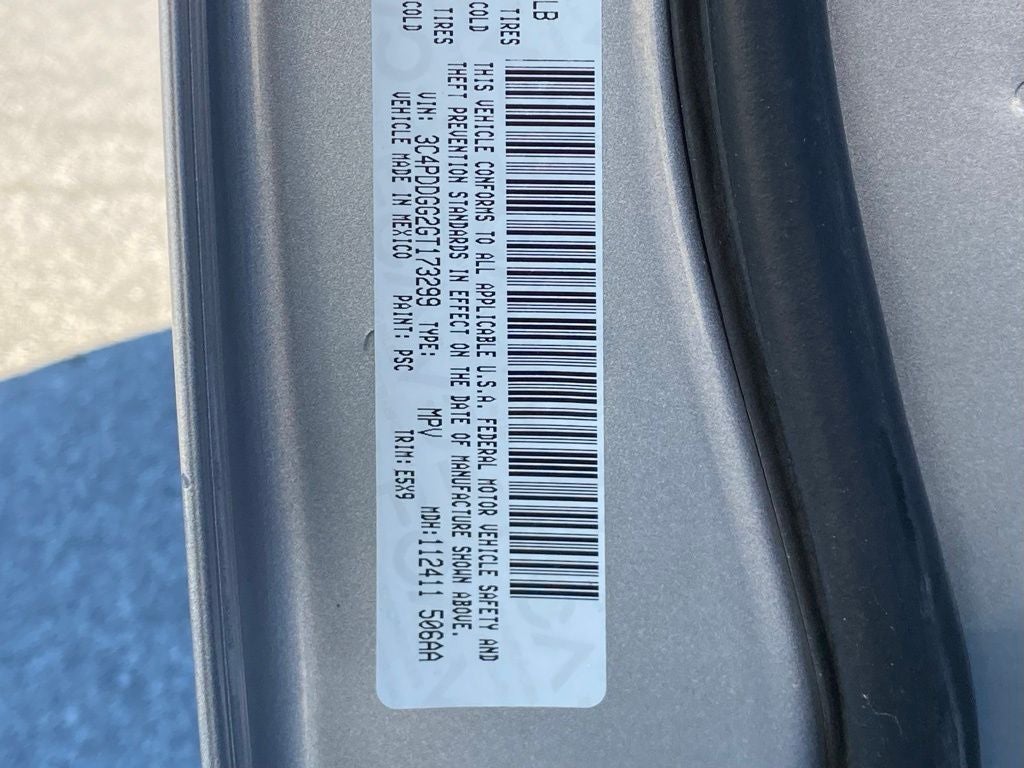 LB
TIRES
COLD
TIRES
COLD
THIS VEHICLE CONFORMS TO ALL APPLICABLE U.S.A. FEDERAL MOTOR VEHICLE SAFETY AND
THEFT PREVENTION STANDARDS IN EFFECT ON THE DATE OF MANUFACTURE SHOWN ABOVE.
VIN: 3C4PDDGG2GT173299 TYPE: MPV MDH:112411 506AA
VEHICLE MADE IN MEXICO PAINT: PSC TRIM: E5X9